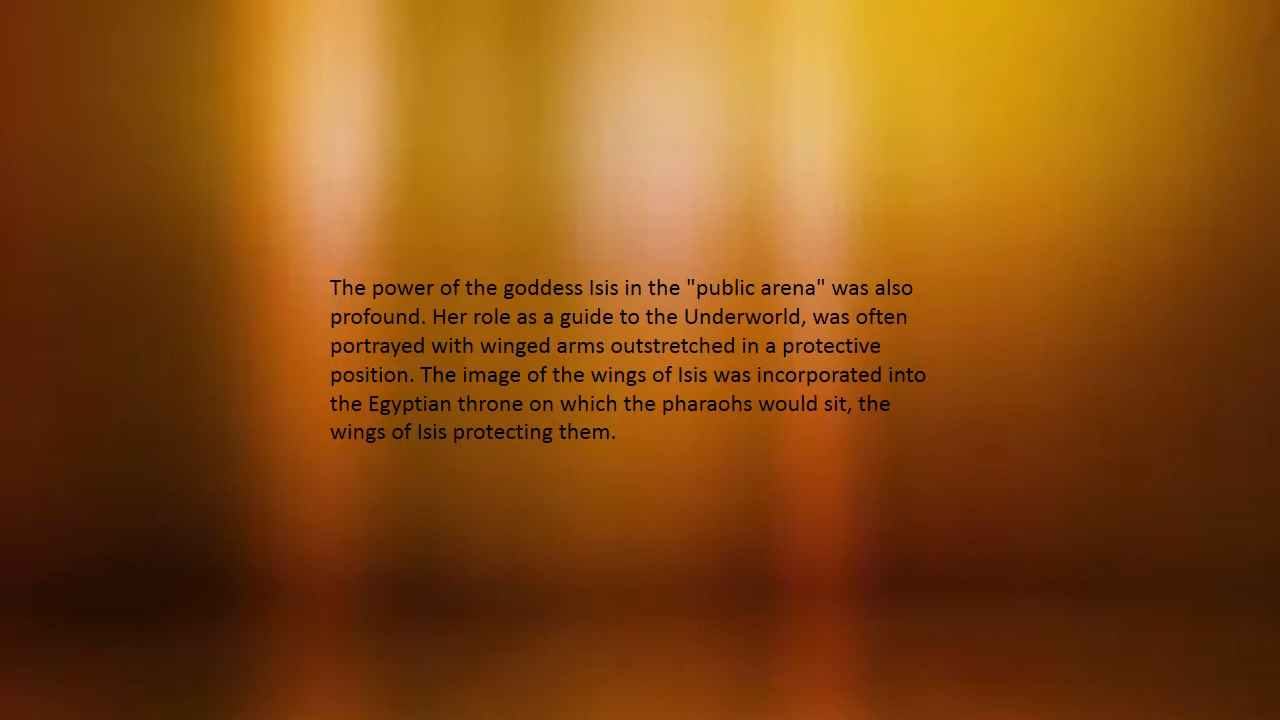 The power of the goddess Isis in the "public arena" was also
profound. Her role as a guide to the Underworld, was often
portrayed with winged arms outstretched in a protective
position. The image of the wings of Isis was incorporated into
the Egyptian throne on which the pharaohs would sit, the
wings of Isis protecting them.